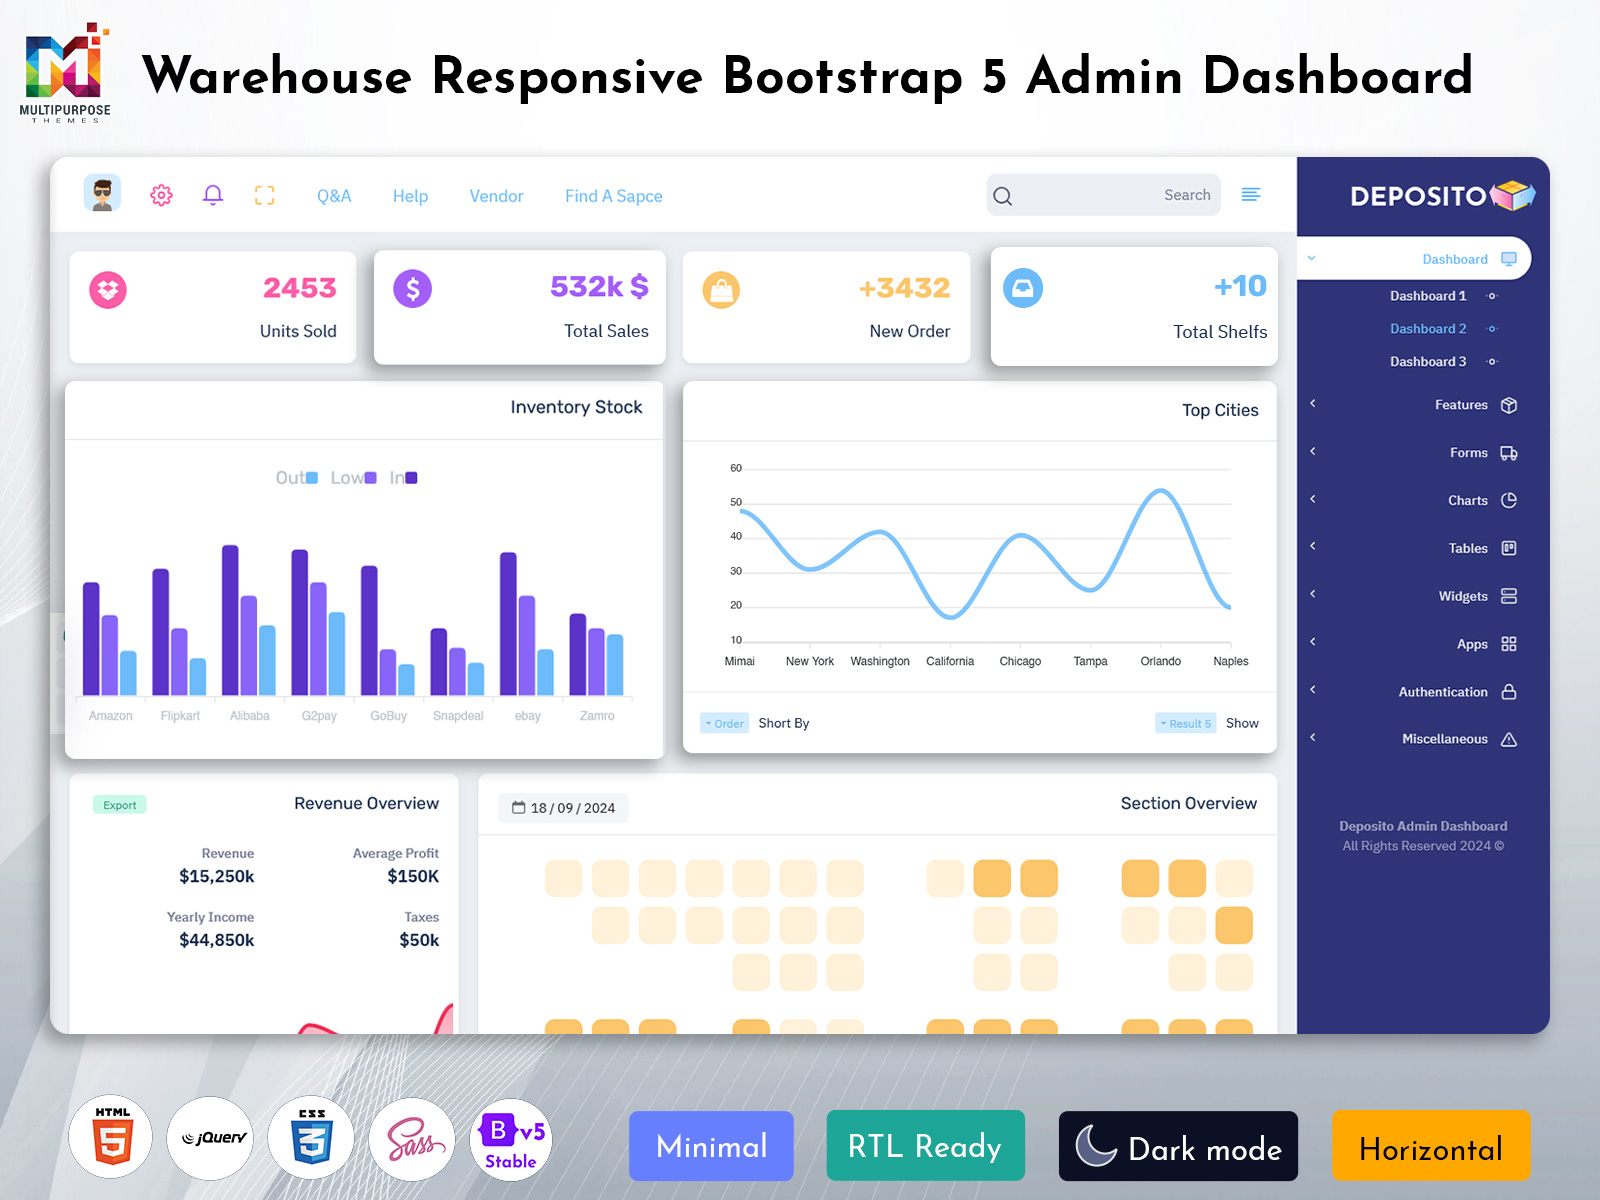 MULTIPURPOSE
THEMES
Warehouse Responsive Bootstrap 5 Admin Dashboard
Q&A Help Vendor Find A Sapce
Search
DEPOSITO
2453
Units Sold
532k $
Total Sales
+3432
New Order
+10
Total Shelfs
Dashboard
Dashboard 1
Dashboard 2
Dashboard 3
Features
Forms
Charts
Tables
Widgets
Apps
Authentication
Miscellaneous
Deposito Admin Dashboard
All Rights Reserved 2024 ©
Inventory Stock
Out Low In
Amazon Flipkart Alibaba G2pay GoBuy Snapdeal ebay Zamro
Top Cities
60
50
40
30
20
10
Mimai New York Washington California Chicago Tampa Orlando Naples
Order Short By Result 5 Show
Export
Revenue Overview
Revenue Average Profit
$15,250k $150K
Yearly Income Taxes
$44,850k $50k
18 / 09 / 2024
Section Overview
HTML
5
jQuery
CSS
3
Sass
B v5
Stable
Minimal
RTL Ready
Dark mode
Horizontal